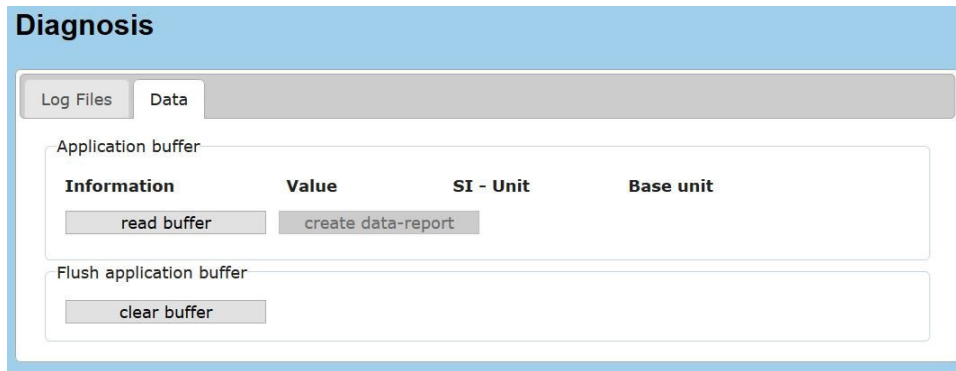 Diagnosis
Log Files Data
Application buffer
Information Value SI - Unit Base unit
read buffer create data-report
Flush application buffer
clear buffer